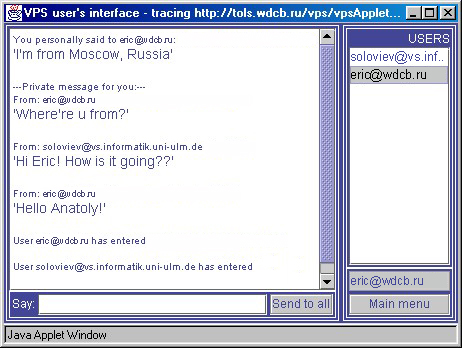 VPS user's interface - tracing http://tols.wdcb.ru/vps/vpsApplet...
You personally said to eric@wdcb.ru:
'I'm from Moscow, Russia'
---Private message for you:---
From: eric@wdcb.ru
'Where're u from?'
From: soloviev@vs.informatik.uni-ulm.de
'Hi Eric! How is it going??'
From: eric@wdcb.ru
'Hello Anatoly!'
User eric@wdcb.ru has entered
User soloviev@vs.informatik.uni-ulm.de has entered
USERS
soloviev@vs.inf..
eric@wdcb.ru
eric@wdcb.ru
Say:
Send to all
Main menu
Java Applet Window